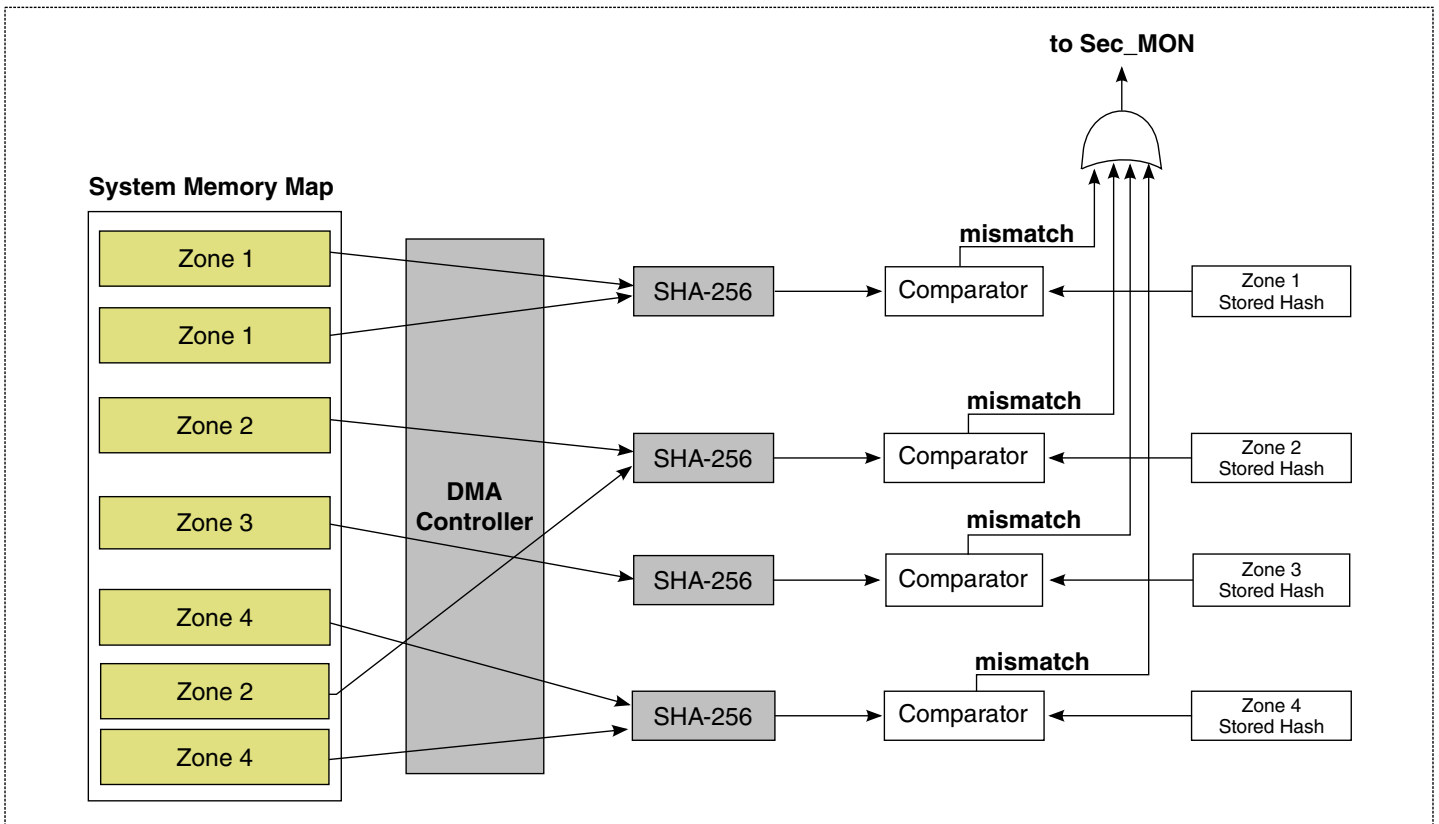 to Sec_MON
System Memory Map
Zone 1
Zone 1
Zone 2
Zone 3
Zone 4
Zone 2
Zone 4
DMA
Controller
SHA-256
SHA-256
SHA-256
SHA-256
mismatch
Comparator
mismatch
Comparator
mismatch
Comparator
mismatch
Comparator
Zone 1
Stored Hash
Zone 2
Stored Hash
Zone 3
Stored Hash
Zone 4
Stored Hash